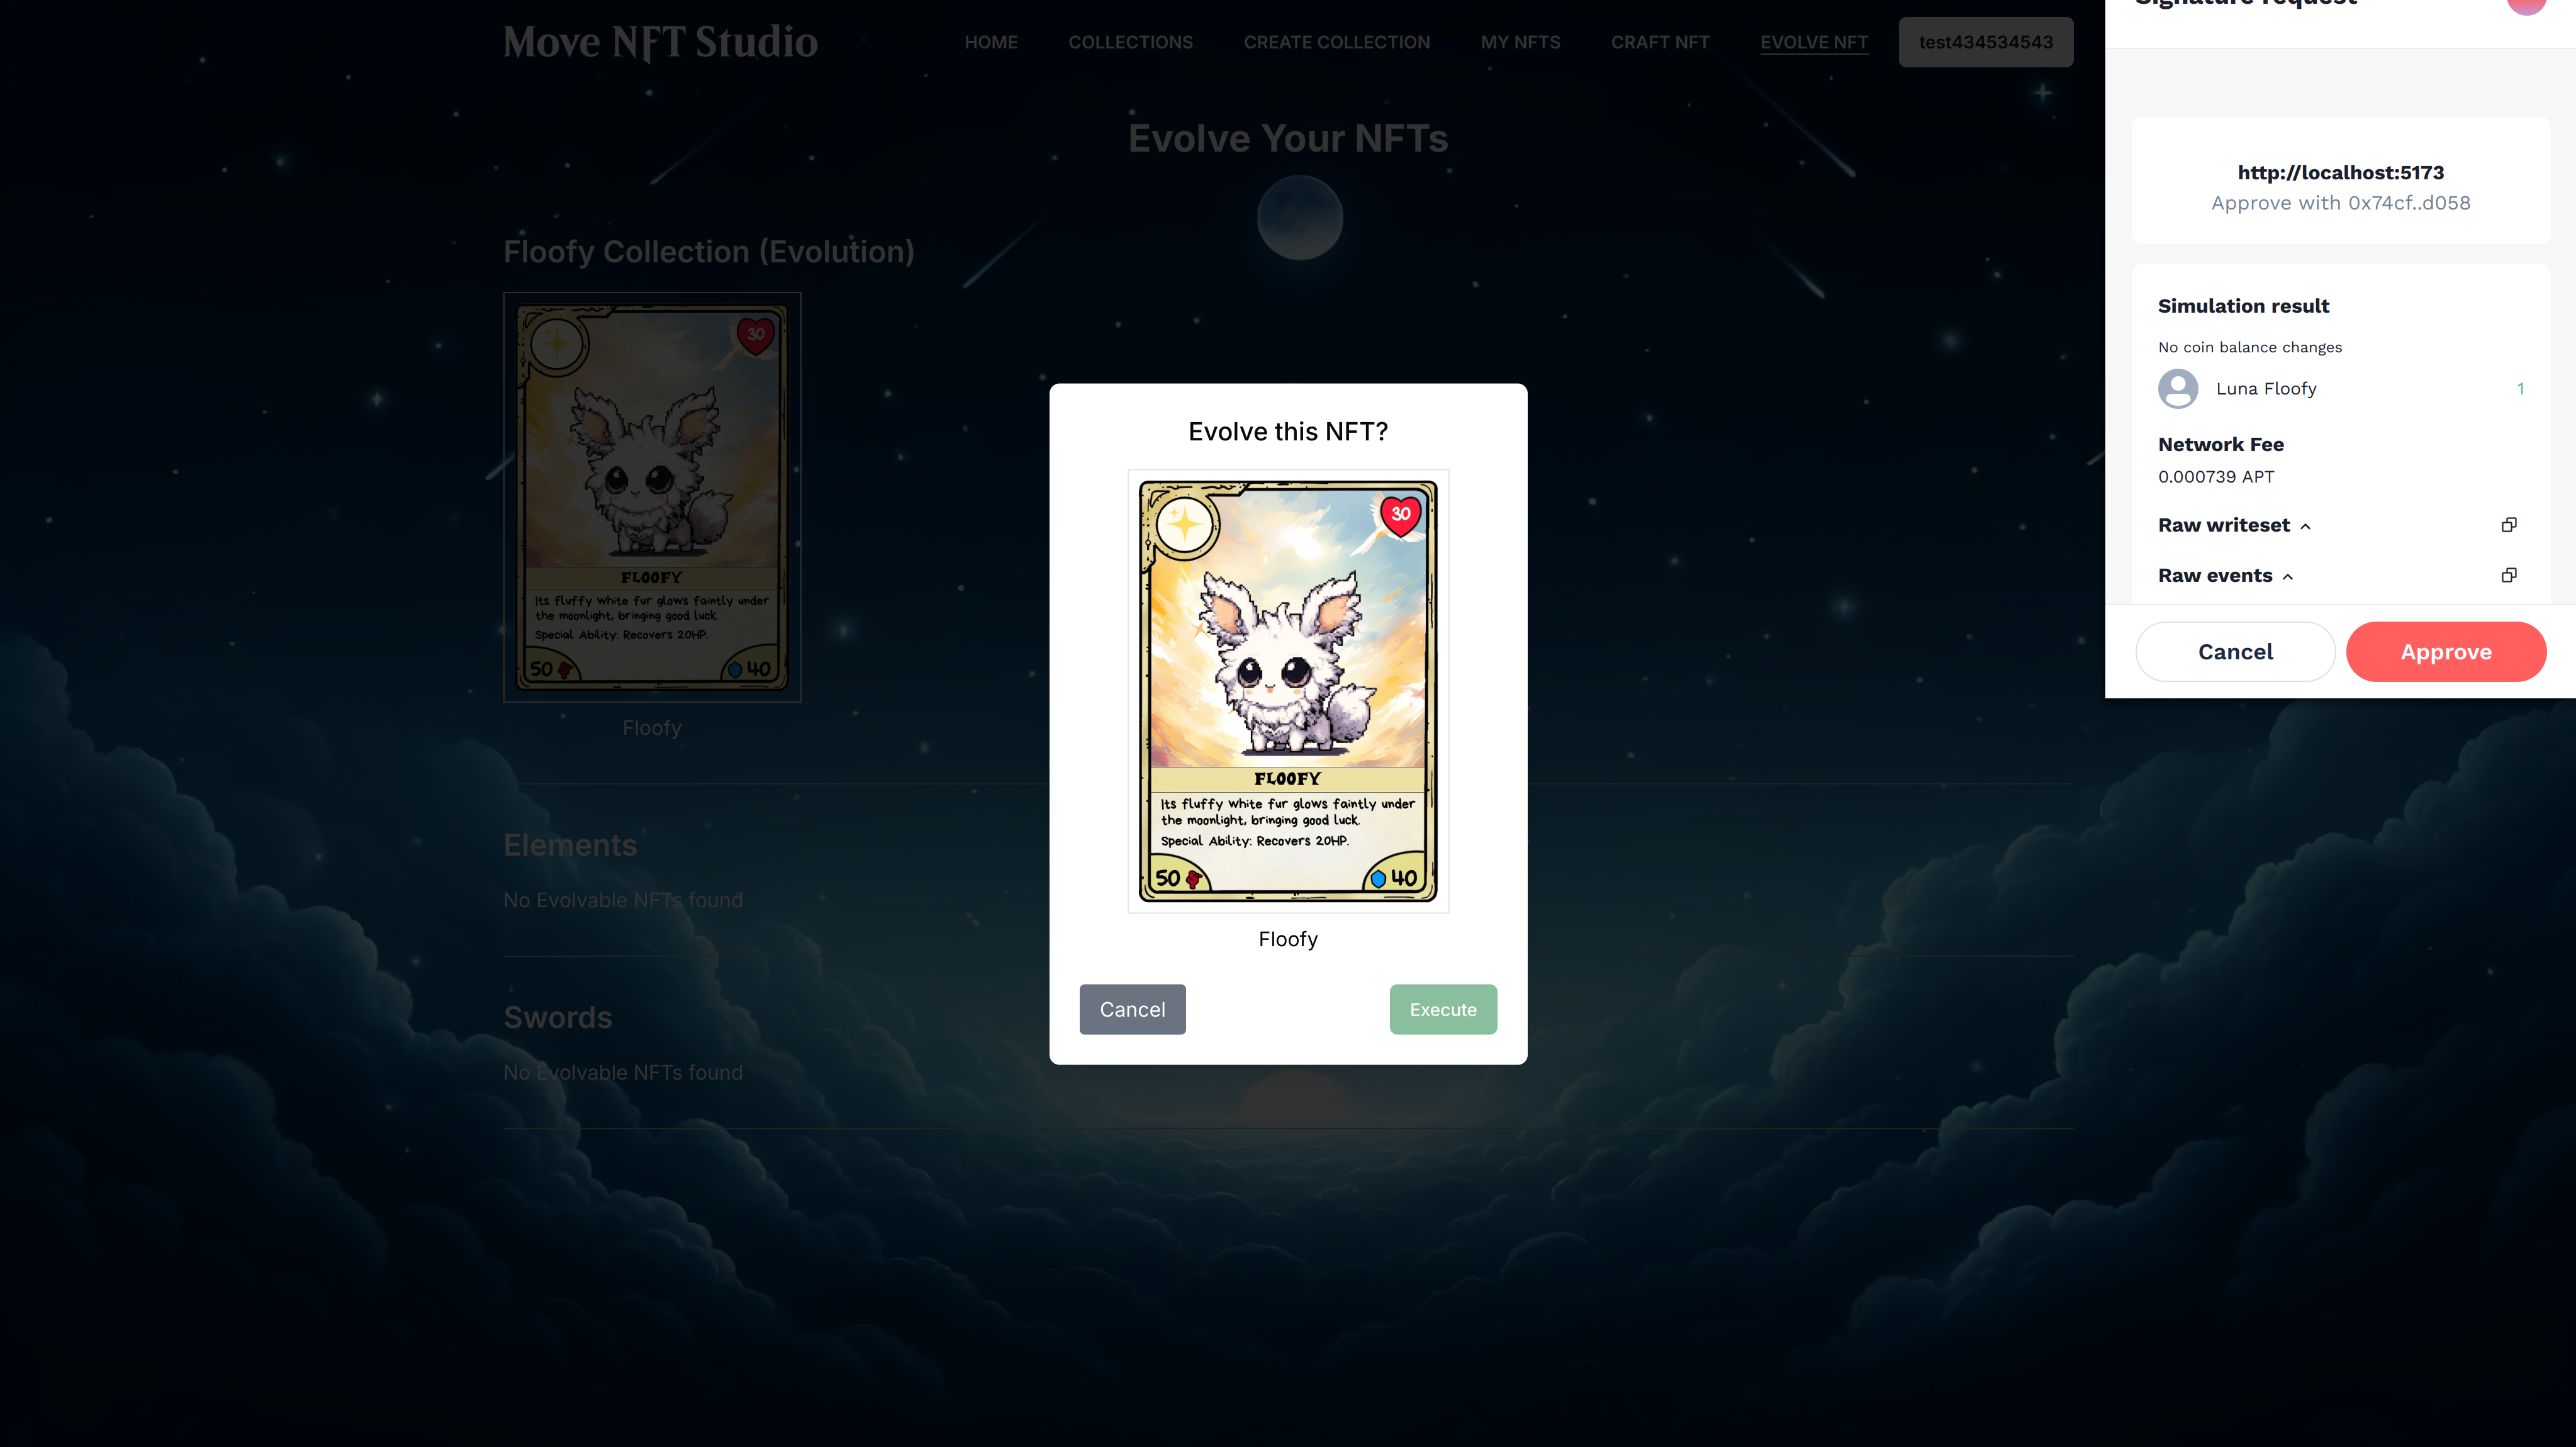 Move NFT Studio
HOME
COLLECTIONS
CREATE COLLECTION
MY NFTS
CRAFT NFT
EVOLVE NFT
test434534543
Evolve Your NFTs
Floofy Collection (Evolution)
30
FLOOFY
Its fluffy white fur glows faintly under
the moonlight, bringing good luck.
Special Ability: Recovers 20HP.
50
40
Floofy
Elements
No Evolvable NFTs found
Swords
No Evolvable NFTs found
Evolve this NFT?
30
FLOOFY
Its fluffy white fur glows faintly under
the moonlight, bringing good luck.
Special Ability: Recovers 20HP.
50
40
Floofy
Cancel
Execute
Signature request
http://localhost:5173
Approve with 0x74cf..d058
Simulation result
No coin balance changes
Luna Floofy
1
Network Fee
0.000739 APT
Raw writeset
Raw events
Cancel
Approve